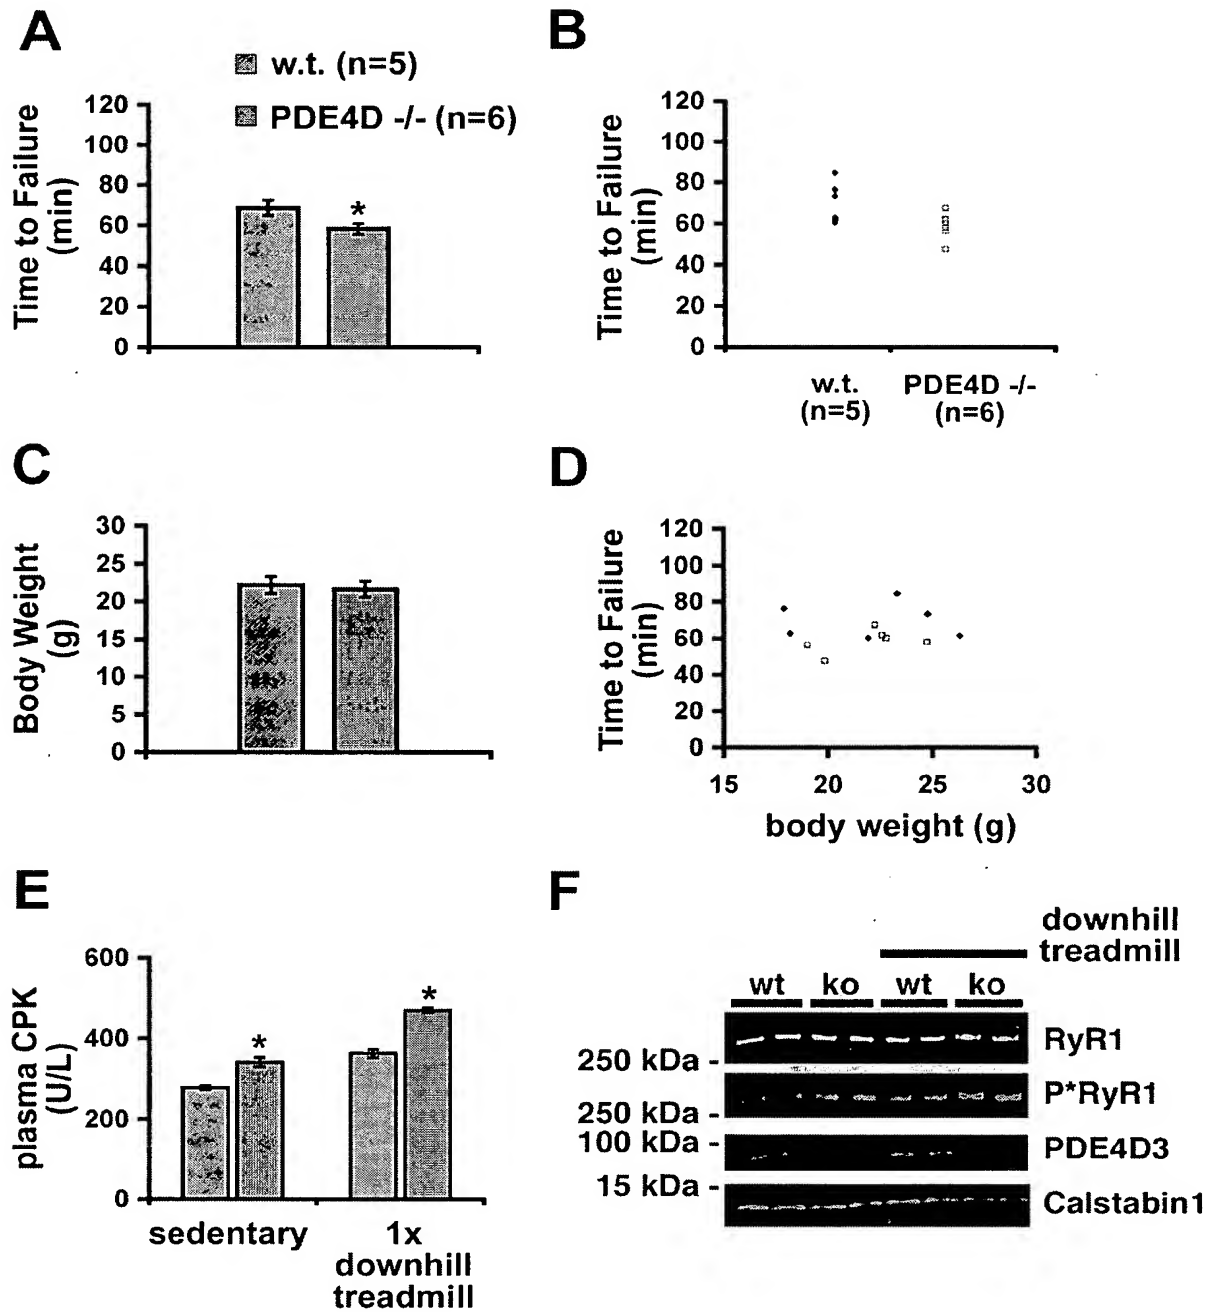 A
w.t. (n=5)
PDE4D -/- (n=6)
Time to Failure
(min)
120
100
80
60
40
20
0
*
B
Time to Failure
(min)
120
100
80
60
40
20
0
w.t.
(n=5)
PDE4D -/-
(n=6)
C
Body Weight
(g)
30
25
20
15
10
5
0
D
Time to Failure
(min)
120
100
80
60
40
20
0
15 20 25 30
body weight (g)
E
plasma CPK
(U/L)
600
400
200
0
*
*
sedentary
1x
downhill
treadmill
F
downhill
treadmill
wt ko wt ko
RyR1
250 kDa -
P*RyR1
250 kDa -
100 kDa -
PDE4D3
15 kDa -
Calstabin1